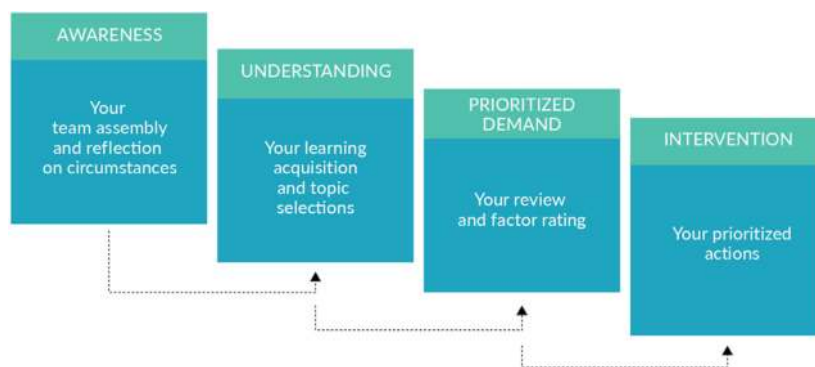 AWARENESS
Your
team assembly
and reflection
on circumstances
UNDERSTANDING
Your learning
acquisition
and topic
selections
PRIORITIZED
DEMAND
Your review
and factor rating
INTERVENTION
Your prioritized
actions